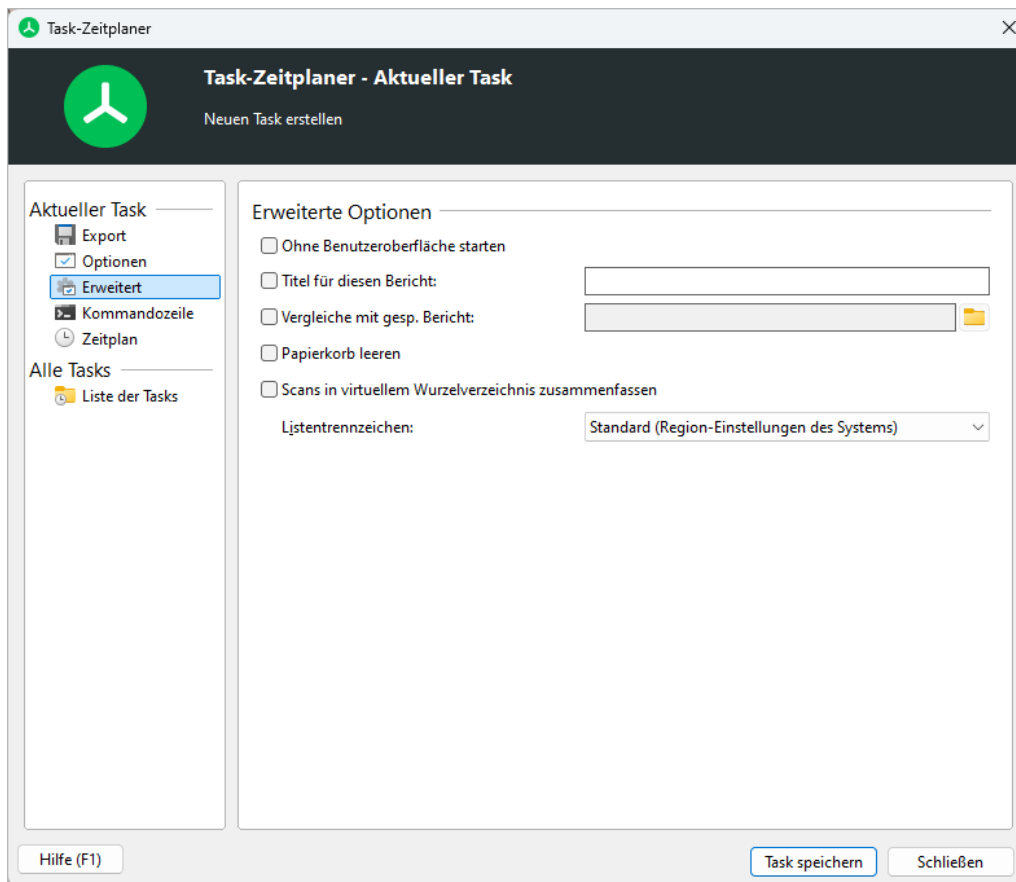 Task-Zeitplaner
Task-Zeitplaner - Aktueller Task
Neuen Task erstellen
Aktueller Task
Export
Optionen
Erweitert
Kommandozeile
Zeitplan
Alle Tasks
Liste der Tasks
Erweiterte Optionen
Ohne Benutzeroberfläche starten
Titel für diesen Bericht:
Vergleiche mit gesp. Bericht:
Papierkorb leeren
Scans in virtuellem Wurzelverzeichnis zusammenfassen
Listentrennzeichen: Standard (Region-Einstellungen des Systems)
Hilfe (F1)
Task speichern
Schließen